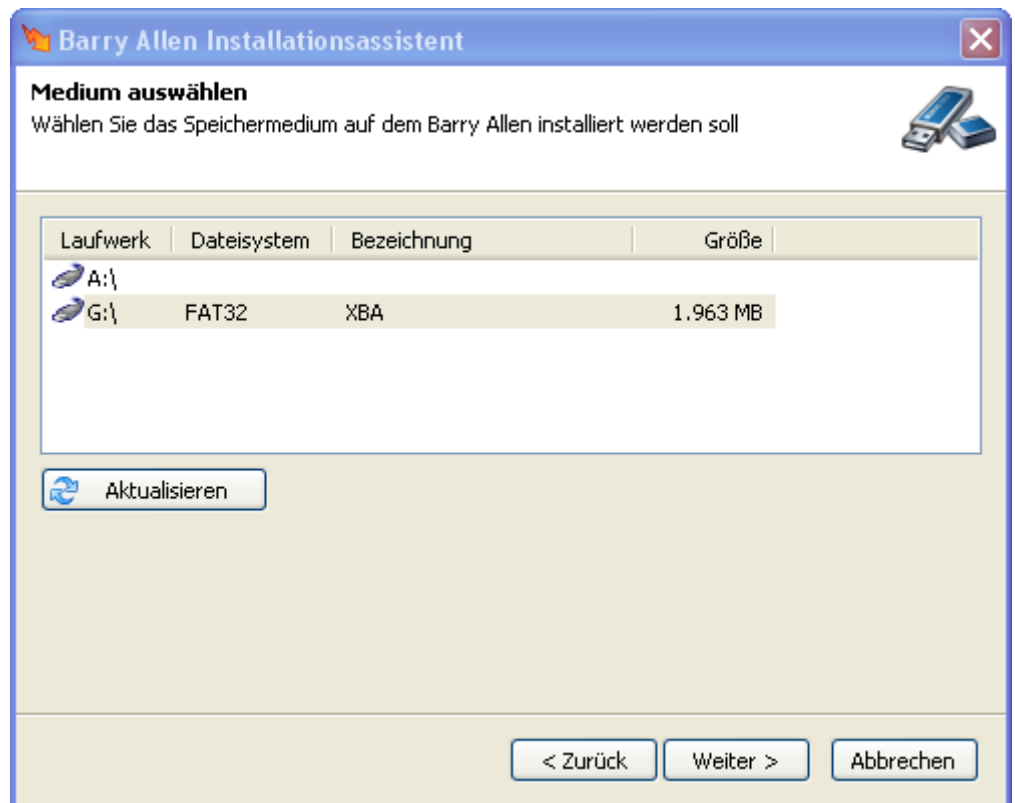 Barry Allen Installationsassistent
Medium auswählen
Wählen Sie das Speichermedium auf dem Barry Allen installiert werden soll
Laufwerk Dateisystem Bezeichnung Größe
A:\
G:\ FAT32 XBA 1.963 MB
Aktualisieren
< Zurück Weiter > Abbrechen